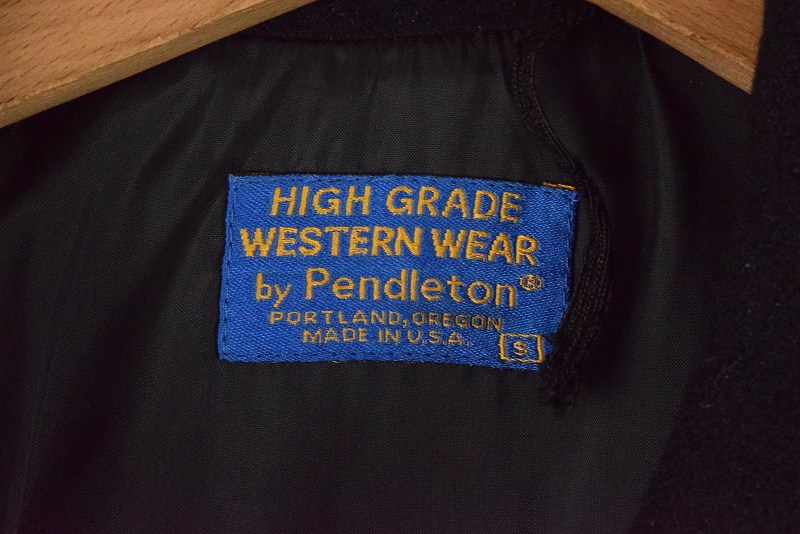 HIGH GRADE
WESTERN WEAR
by Pendleton®
PORTLAND, OREGON
MADE IN U.S.A.
S